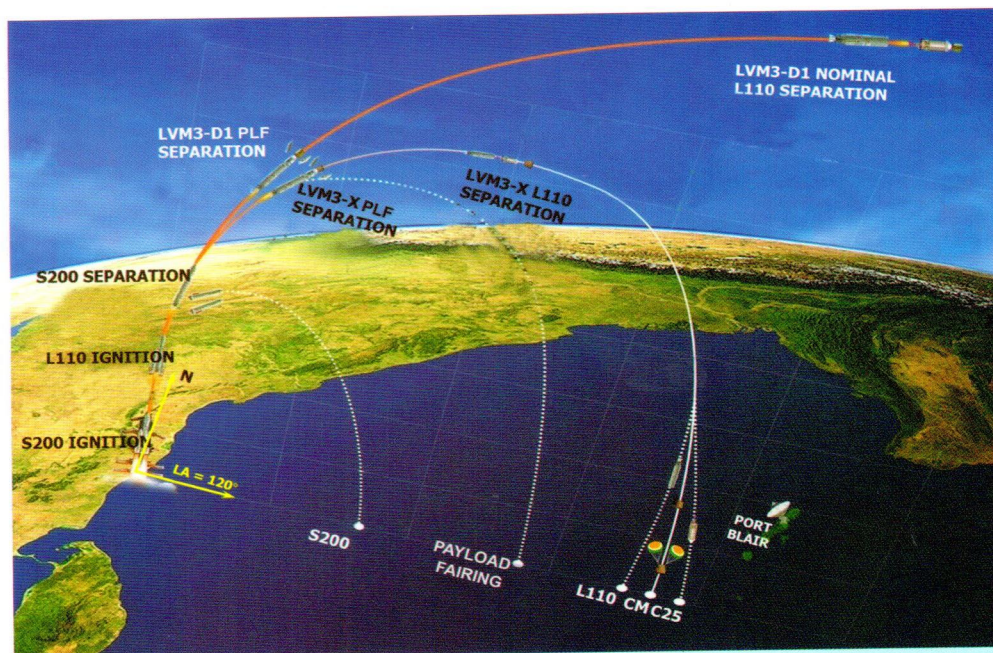 LVM3-D1 NOMINAL
L110 SEPARATION
LVM3-D1 PLF
SEPARATION
LVM3-X L110
SEPARATION
LVM3-X PLF
SEPARATION
S200 SEPARATION
L110 IGNITION
N
S200 IGNITION
LA = 120°
S200
PAYLOAD
FAIRING
PORT
BLAIR
L110 CM C25